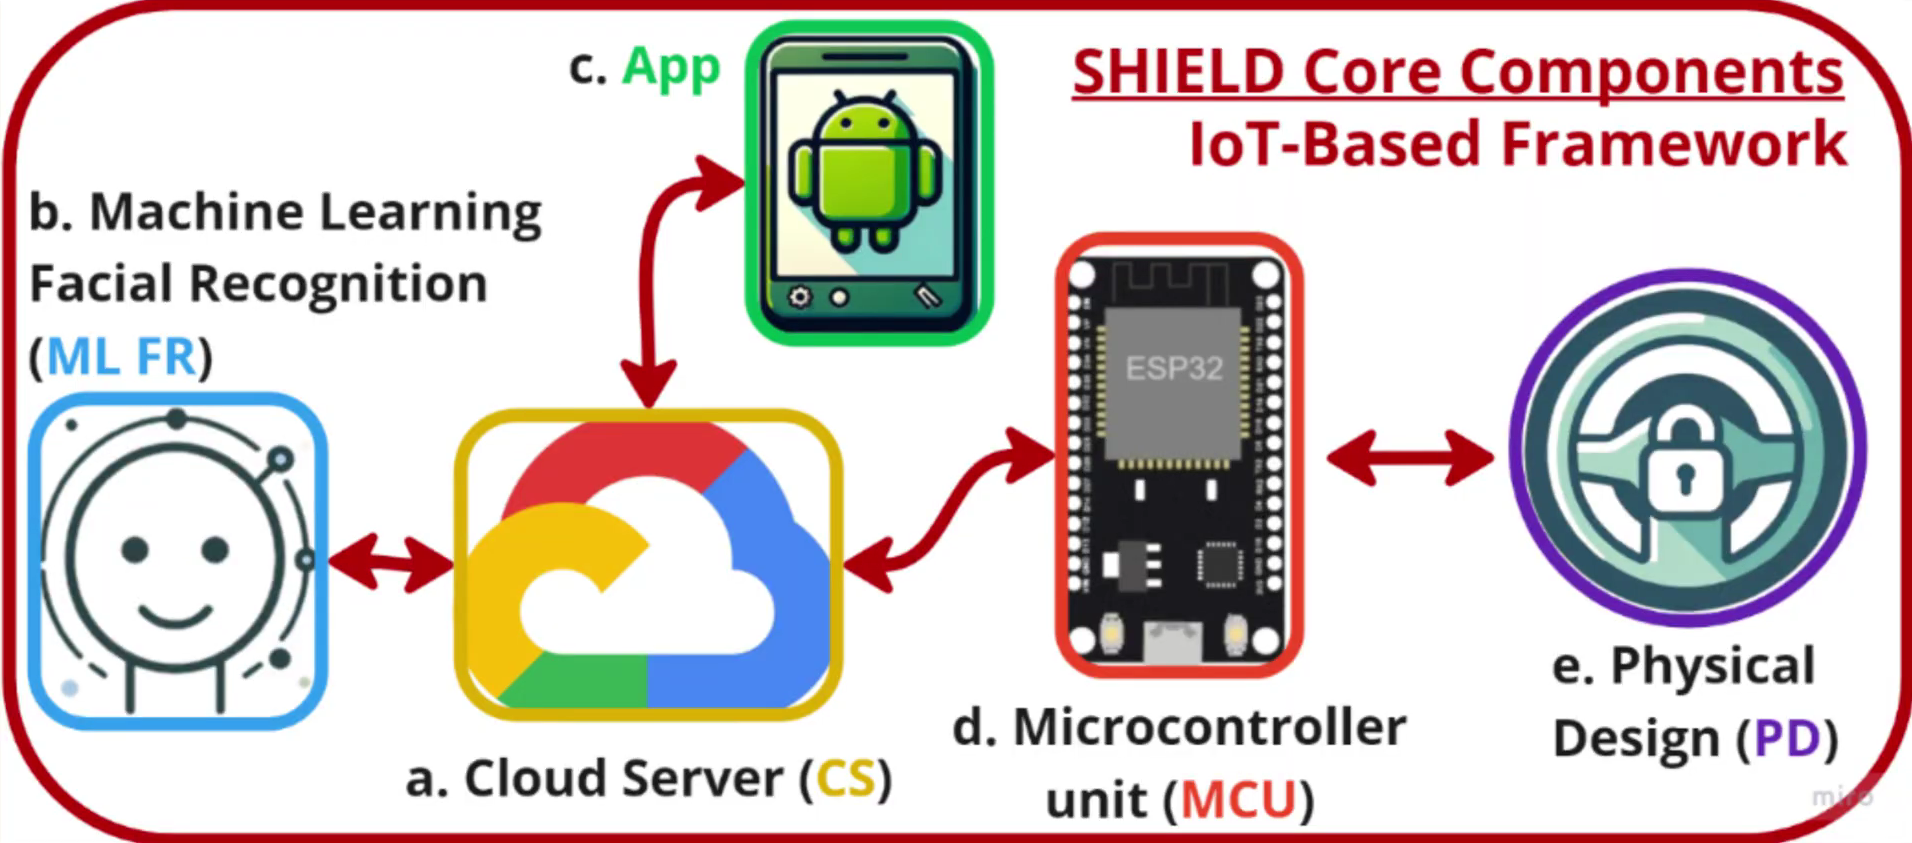 c. App
SHIELD Core Components
IoT-Based Framework
b. Machine Learning
Facial Recognition
(ML FR)
ESP32
a. Cloud Server (CS)
d. Microcontroller
unit (MCU)
e. Physical
Design (PD)
miro